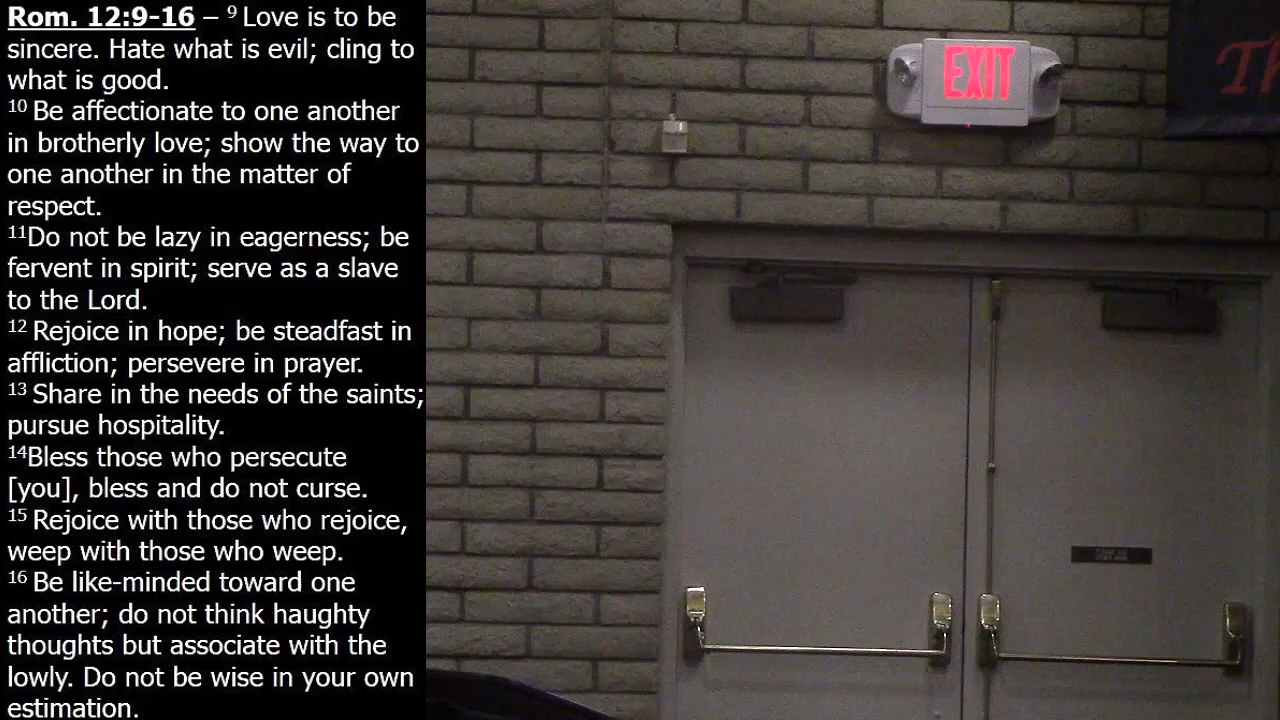 Rom. 12:9-16 – ⁹ Love is to be
sincere. Hate what is evil; cling to
what is good.
¹⁰ Be affectionate to one another
in brotherly love; show the way to
one another in the matter of
respect.
¹¹Do not be lazy in eagerness; be
fervent in spirit; serve as a slave
to the Lord.
¹² Rejoice in hope; be steadfast in
affliction; persevere in prayer.
¹³ Share in the needs of the saints;
pursue hospitality.
¹⁴Bless those who persecute
[you], bless and do not curse.
¹⁵ Rejoice with those who rejoice,
weep with those who weep.
¹⁶ Be like-minded toward one
another; do not think haughty
thoughts but associate with the
lowly. Do not be wise in your own
estimation.
EXIT